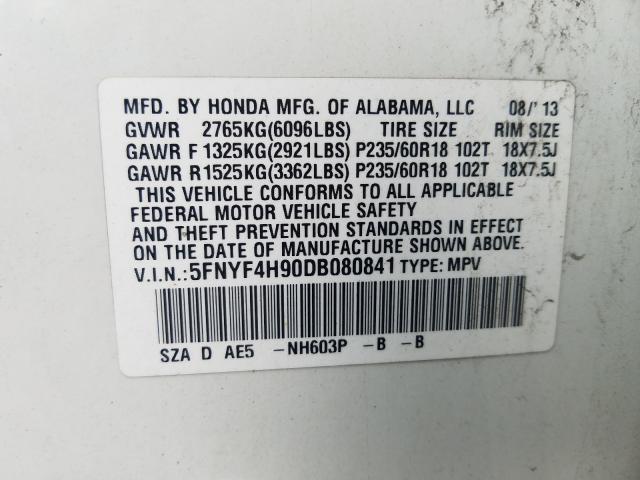 MFD. BY HONDA MFG. OF ALABAMA, LLC 08/'13
GVWR 2765KG(6096LBS) TIRE SIZE RIM SIZE
GAWR F1325KG(2921LBS) P235/60R18 102T 18X7.5J
GAWR R1525KG(3362LBS) P235/60R18 102T 18X7.5J
THIS VEHICLE CONFORMS TO ALL APPLICABLE
FEDERAL MOTOR VEHICLE SAFETY
AND THEFT PREVENTION STANDARDS IN EFFECT
ON THE DATE OF MANUFACTURE SHOWN ABOVE.
V.I.N.:5FNYF4H90DB080841 TYPE: MPV
SZA D AE5 -NH603P -B -B